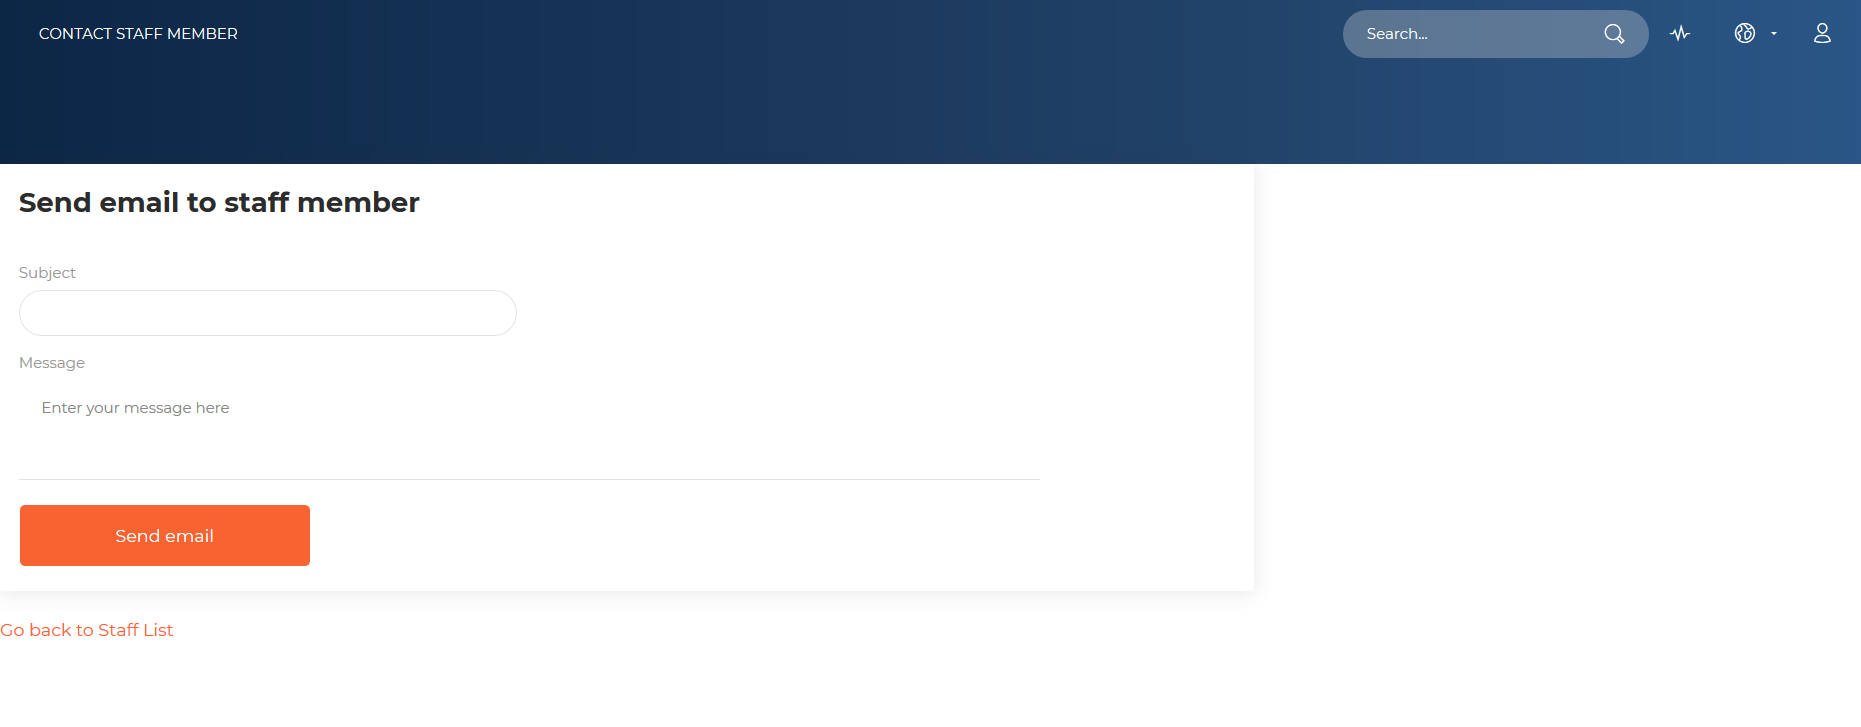 CONTACT STAFF MEMBER
Search...
Send email to staff member
Subject
Message
Enter your message here
Send email
Go back to Staff List